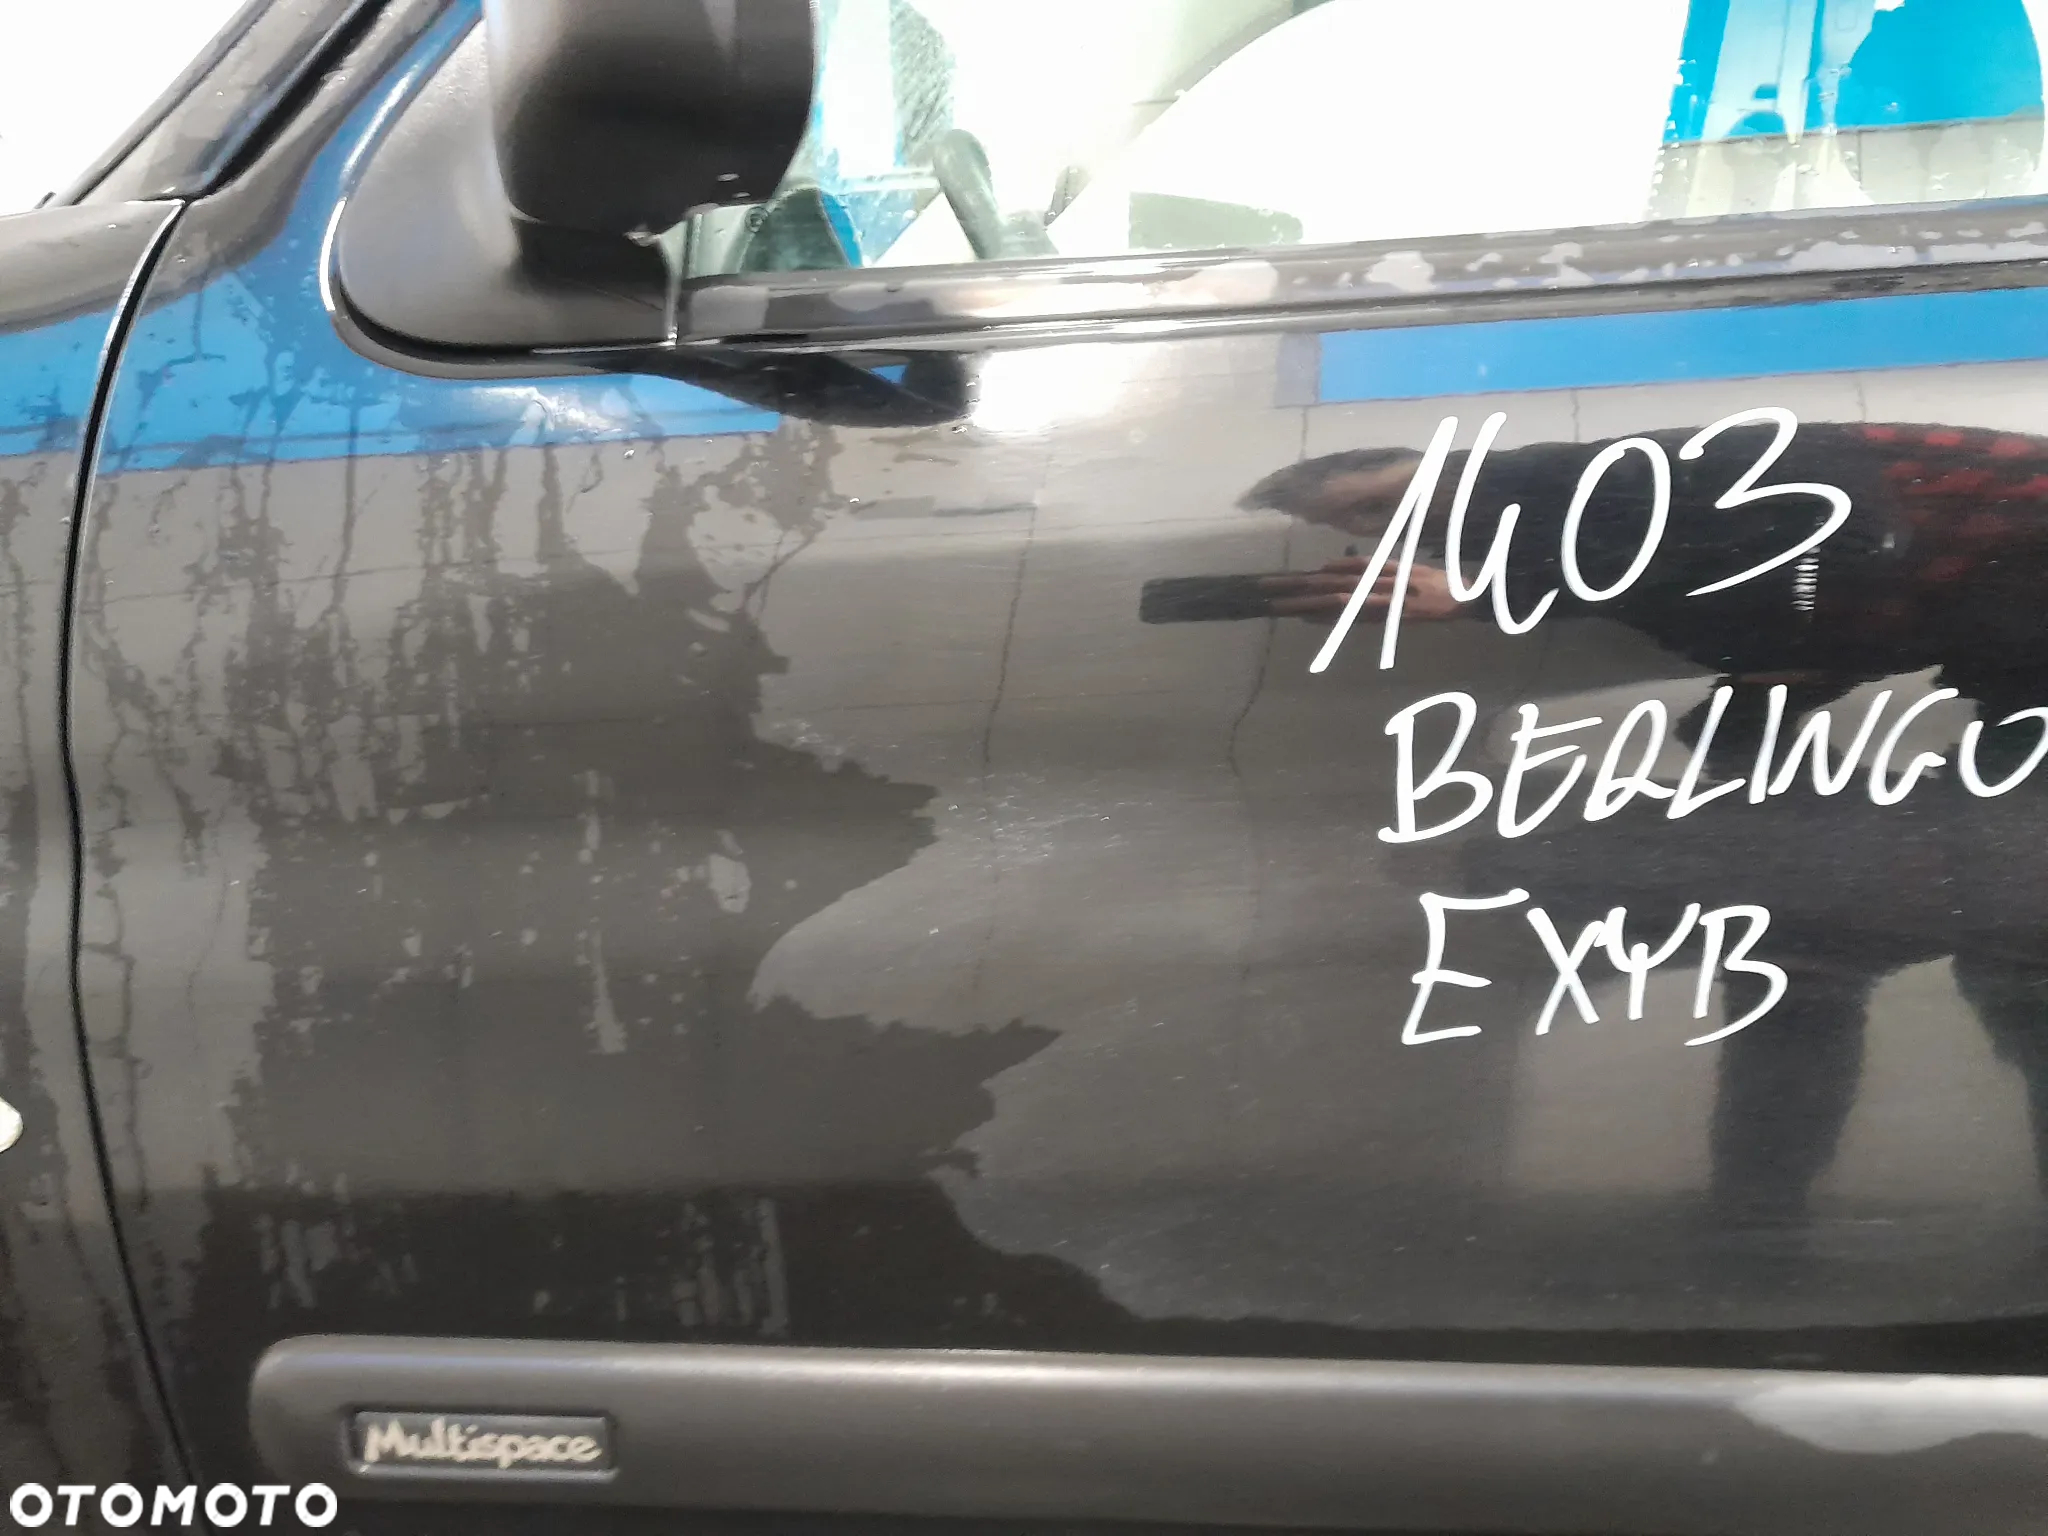 1403
BERLINGO
EXYB
Multispace
OTOMOTO